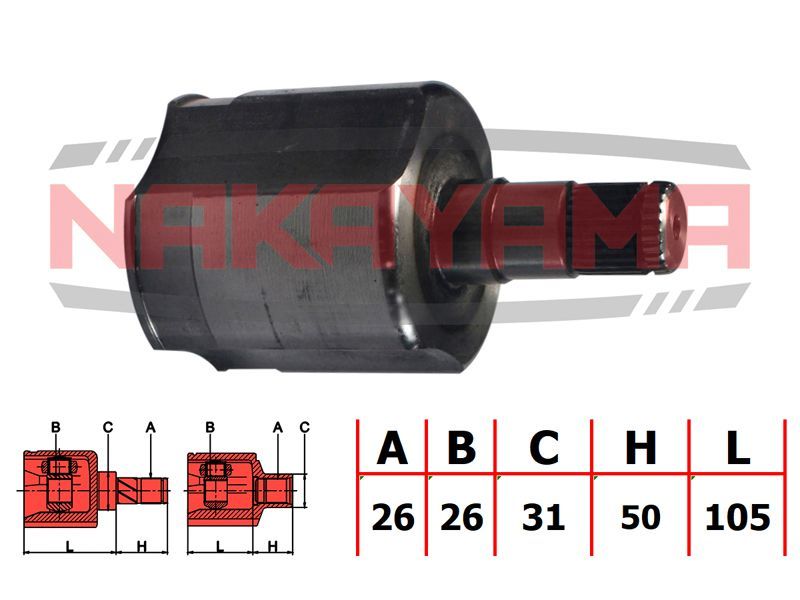 NAKAYAMA
B C A
B A C
L H
L H
A B C H L
26 26 31 50 105